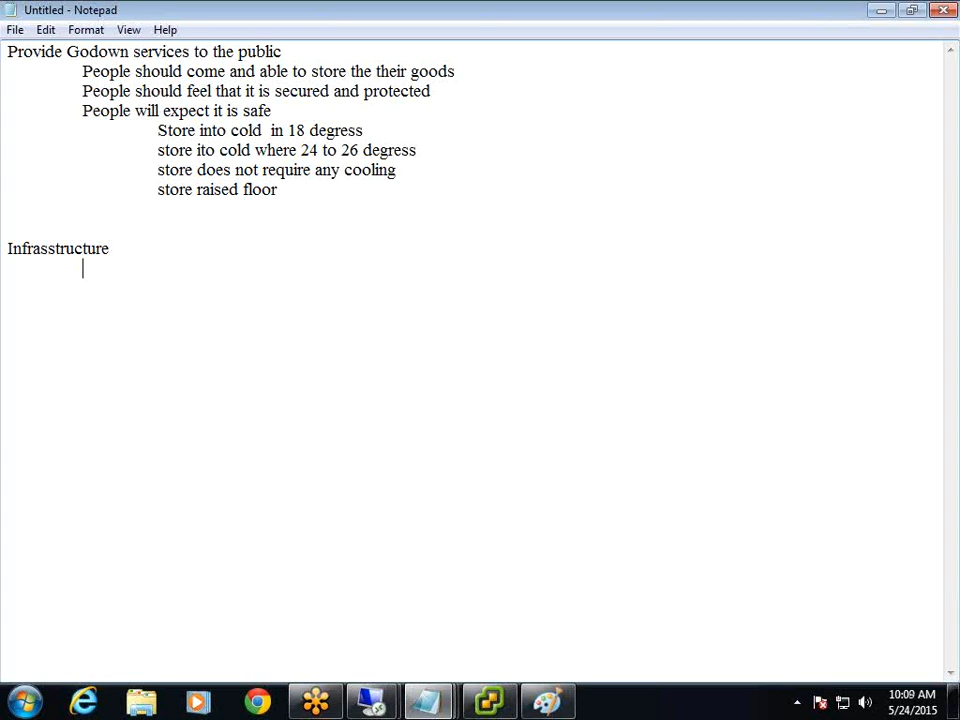 Untitled - Notepad
File Edit Format View Help
Provide Godown services to the public
People should come and able to store the their goods
People should feel that it is secured and protected
People will expect it is safe
Store into cold  in 18 degress
store ito cold where 24 to 26 degress
store does not require any cooling
store raised floor
Infrasstructure
10:09 AM
5/24/2015